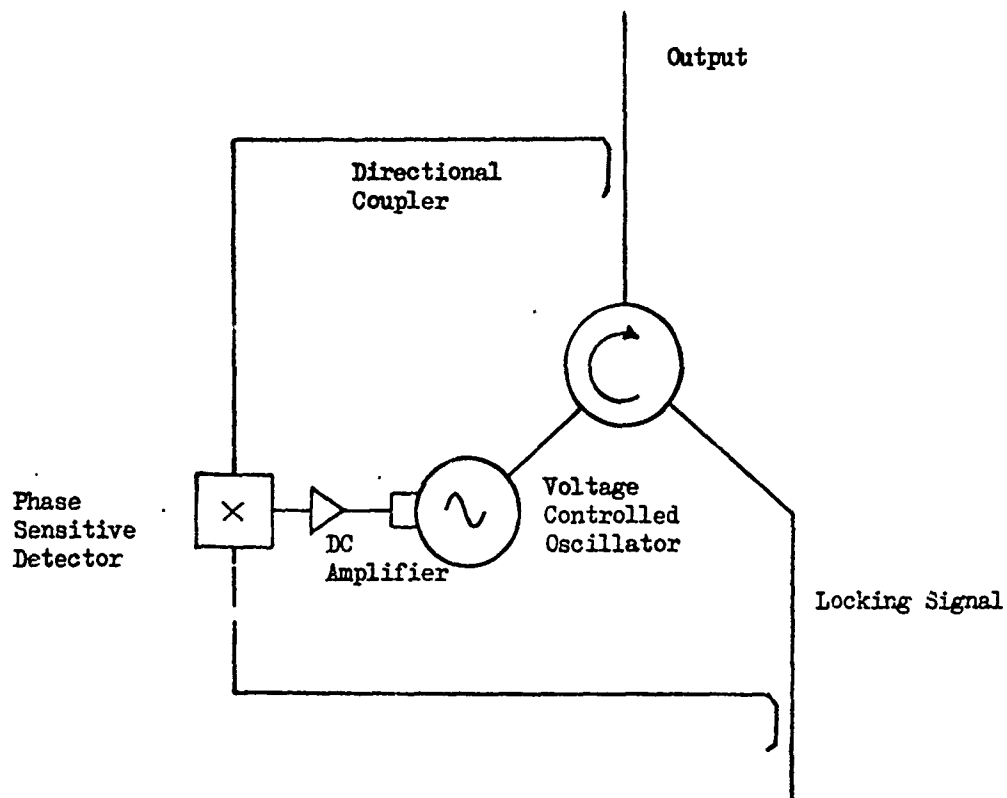 Output
Directional
Coupler
Phase
Sensitive
Detector
DC
Amplifier
Voltage
Controlled
Oscillator
Locking Signal